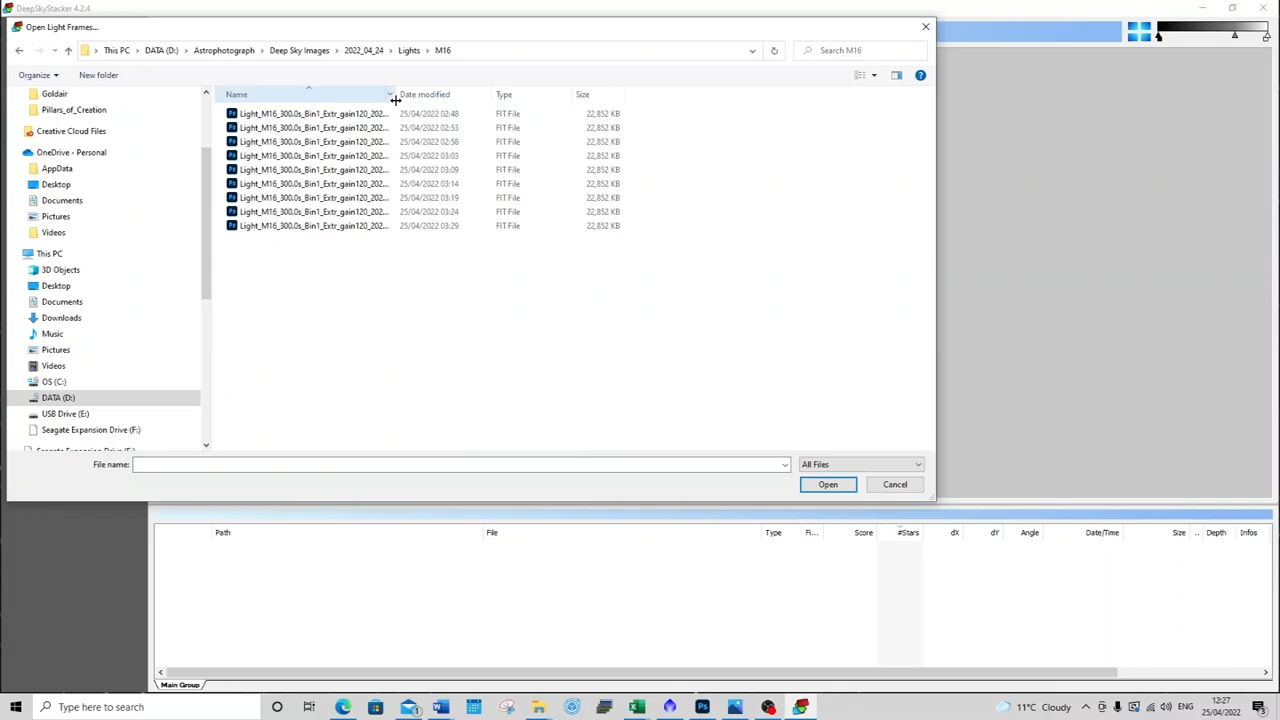 DeepSkyStacker 4.2.4
Open Light Frames...
This PC > DATA (D:) > Astrophotograph > Deep Sky Images > 2022_04_24 > Lights > M16
Search M16
Organize
New folder
Name
Date modified
Type
Size
Light_M16_300.0s_Bin1_Extr_gain120_202... 25/04/2022 02:48 FIT File 22,852 KB
Light_M16_300.0s_Bin1_Extr_gain120_202... 25/04/2022 02:53 FIT File 22,852 KB
Light_M16_300.0s_Bin1_Extr_gain120_202... 25/04/2022 02:58 FIT File 22,852 KB
Light_M16_300.0s_Bin1_Extr_gain120_202... 25/04/2022 03:03 FIT File 22,852 KB
Light_M16_300.0s_Bin1_Extr_gain120_202... 25/04/2022 03:09 FIT File 22,852 KB
Light_M16_300.0s_Bin1_Extr_gain120_202... 25/04/2022 03:14 FIT File 22,852 KB
Light_M16_300.0s_Bin1_Extr_gain120_202... 25/04/2022 03:19 FIT File 22,852 KB
Light_M16_300.0s_Bin1_Extr_gain120_202... 25/04/2022 03:24 FIT File 22,852 KB
Light_M16_300.0s_Bin1_Extr_gain120_202... 25/04/2022 03:29 FIT File 22,852 KB
Goldair
Pillars_of_Creation
Creative Cloud Files
OneDrive - Personal
AppData
Desktop
Documents
Pictures
Videos
This PC
3D Objects
Desktop
Documents
Downloads
Music
Pictures
Videos
OS (C:)
DATA (D:)
USB Drive (E:)
Seagate Expansion Drive (F:)
File name:
All Files
Open
Cancel
Path File Type Fi... Score #Stars dX dY Angle Date/Time Size .. Depth Infos
Main Group
Type here to search
11°C Cloudy
ENG
12:27
25/04/2022